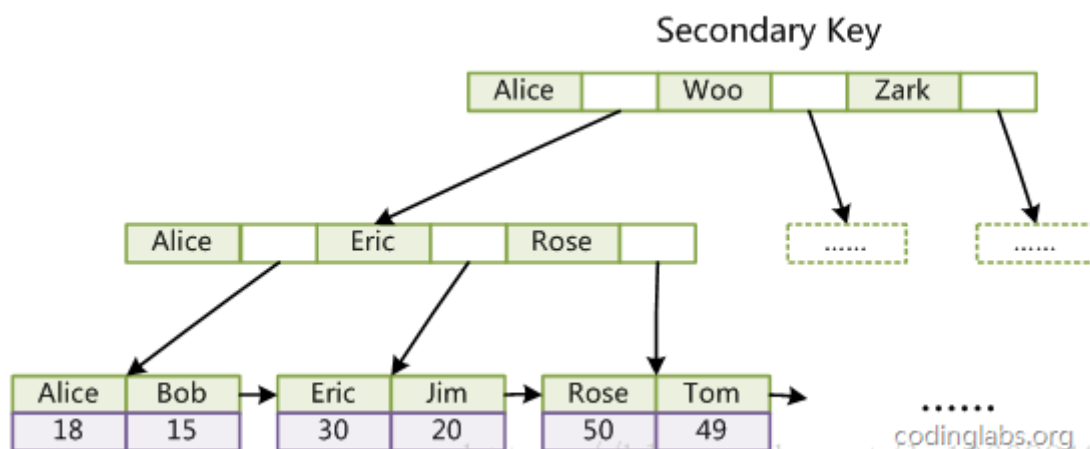 Secondary Key
Alice Woo Zark
Alice Eric Rose
...... ......
Alice Bob Eric Jim Rose Tom
18 15 30 20 50 49
......
codinglabs.org